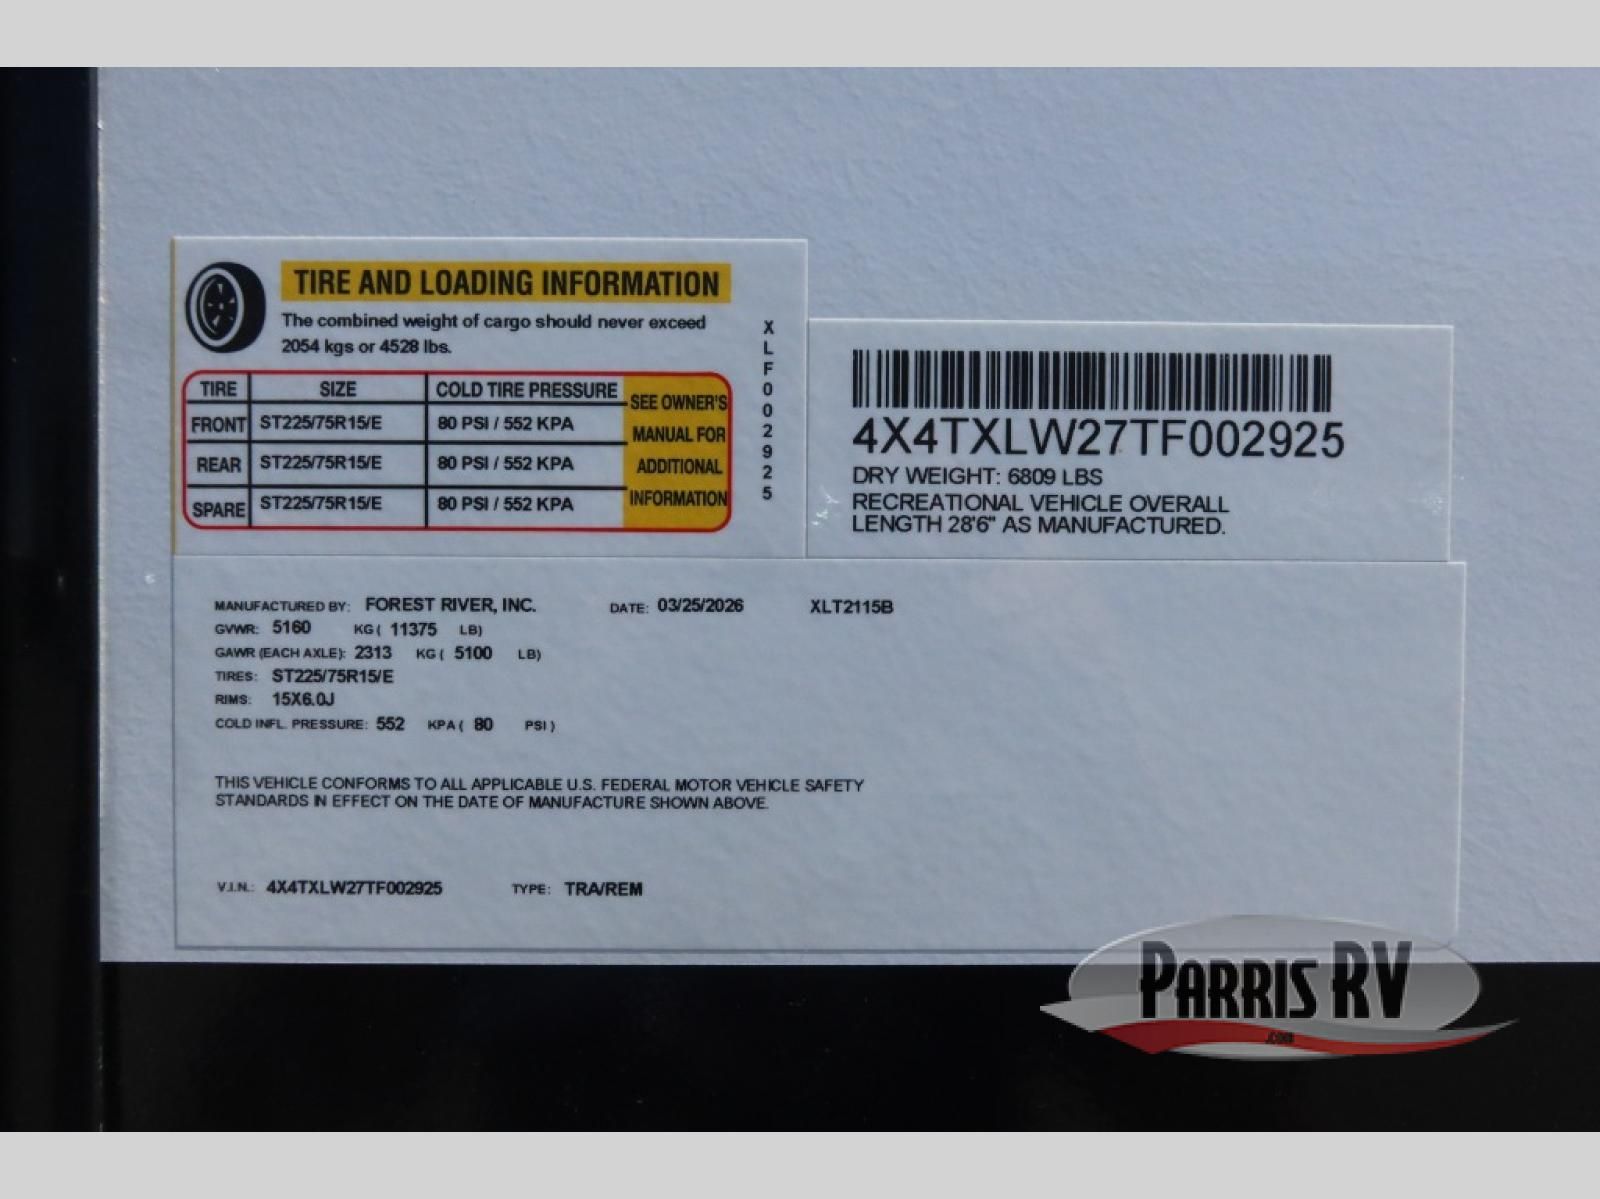 TIRE AND LOADING INFORMATION
The combined weight of cargo should never exceed
2054 kgs or 4528 lbs.
TIRE SIZE COLD TIRE PRESSURE
FRONT ST225/75R15/E 80 PSI / 552 KPA
REAR ST225/75R15/E 80 PSI / 552 KPA
SPARE ST225/75R15/E 80 PSI / 552 KPA
SEE OWNER'S
MANUAL FOR
ADDITIONAL
INFORMATION
XLF002925
4X4TXLW27TF002925
DRY WEIGHT: 6809 LBS
RECREATIONAL VEHICLE OVERALL
LENGTH 28'6" AS MANUFACTURED.
MANUFACTURED BY: FOREST RIVER, INC. DATE: 03/25/2026 XLT2115B
GVWR: 5160 KG ( 11375 LB)
GAWR (EACH AXLE): 2313 KG ( 5100 LB)
TIRES: ST225/75R15/E
RIMS: 15X6.0J
COLD INFL. PRESSURE: 552 KPA ( 80 PSI )
THIS VEHICLE CONFORMS TO ALL APPLICABLE U.S. FEDERAL MOTOR VEHICLE SAFETY
STANDARDS IN EFFECT ON THE DATE OF MANUFACTURE SHOWN ABOVE.
V.I.N.: 4X4TXLW27TF002925 TYPE: TRA/REM
PARRIS RV
.COM